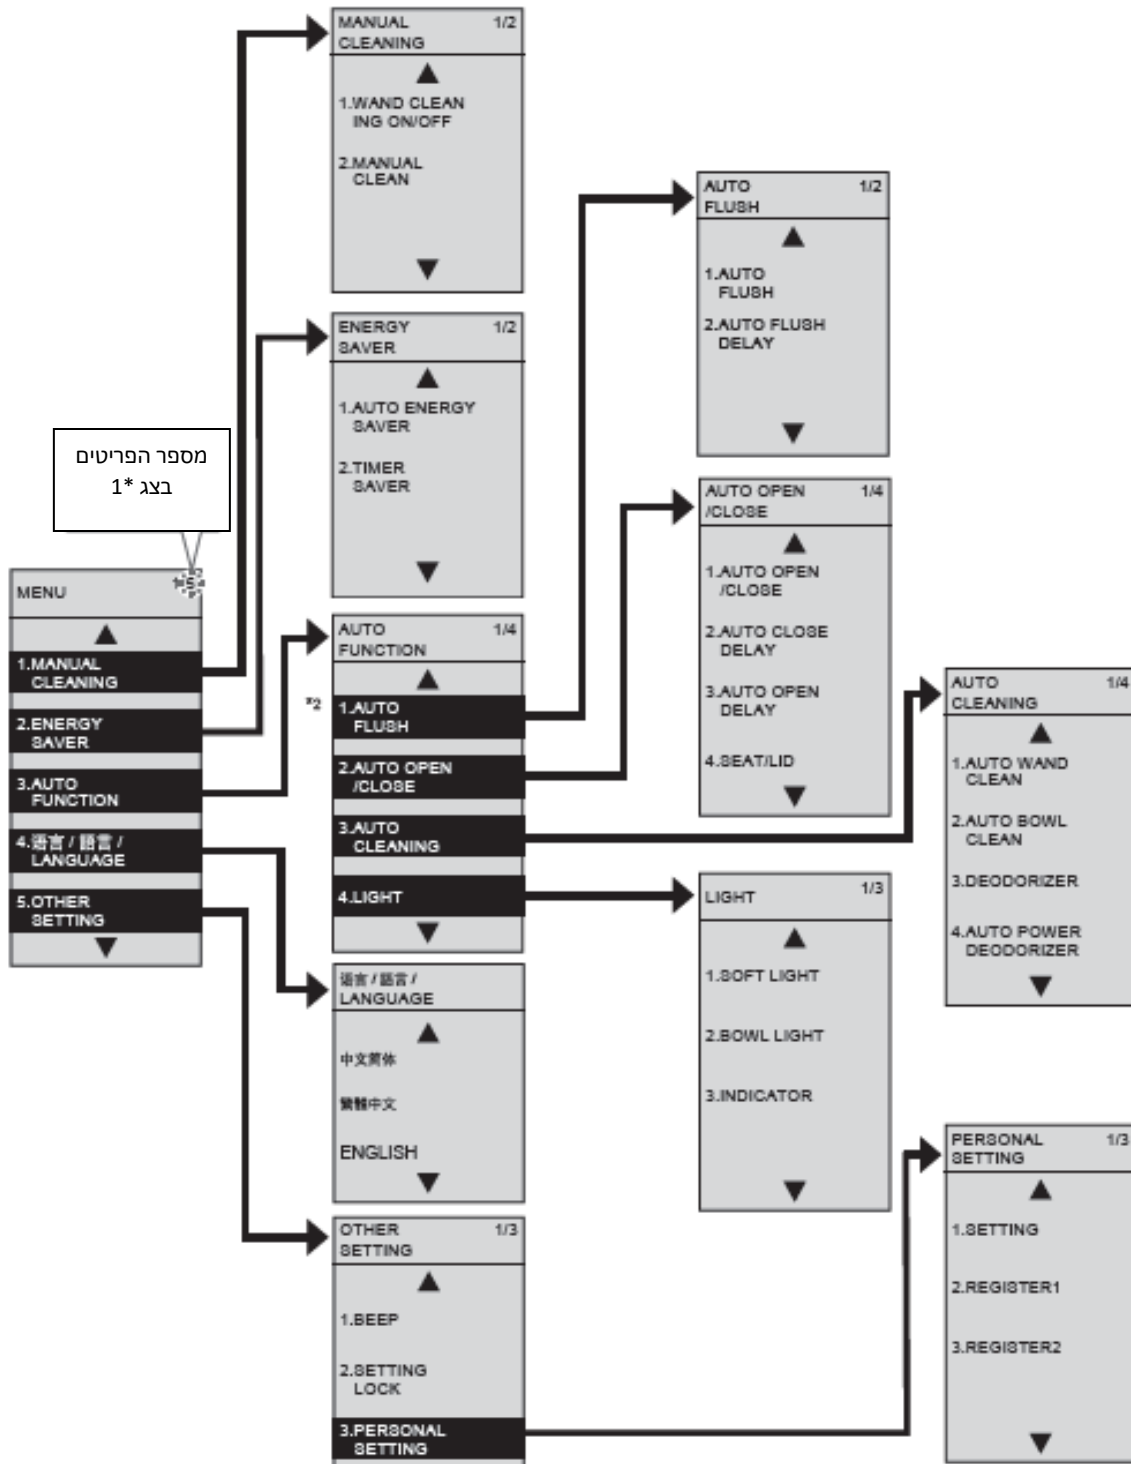 MANUAL 1/2
CLEANING
1.WAND CLEAN
ING ON/OFF
2.MANUAL
CLEAN
ENERGY 1/2
SAVER
1.AUTO ENERGY
SAVER
2.TIMER
SAVER
מספר הפריטים
בצג *1
MENU
1.MANUAL
CLEANING
2.ENERGY
SAVER
3.AUTO
FUNCTION
4.语言 / 語言 /
LANGUAGE
5.OTHER
SETTING
AUTO 1/4
FUNCTION
*2
1.AUTO
FLUSH
2.AUTO OPEN
/CLOSE
3.AUTO
CLEANING
4.LIGHT
语言 / 語言 /
LANGUAGE
中文简体
繁體中文
ENGLISH
OTHER 1/3
SETTING
1.BEEP
2.SETTING
LOCK
3.PERSONAL
SETTING
AUTO 1/2
FLUSH
1.AUTO
FLUSH
2.AUTO FLUSH
DELAY
AUTO OPEN 1/4
/CLOSE
1.AUTO OPEN
/CLOSE
2.AUTO CLOSE
DELAY
3.AUTO OPEN
DELAY
4.SEAT/LID
LIGHT 1/3
1.SOFT LIGHT
2.BOWL LIGHT
3.INDICATOR
AUTO 1/4
CLEANING
1.AUTO WAND
CLEAN
2.AUTO BOWL
CLEAN
3.DEODORIZER
4.AUTO POWER
DEODORIZER
PERSONAL 1/3
SETTING
1.SETTING
2.REGISTER1
3.REGISTER2